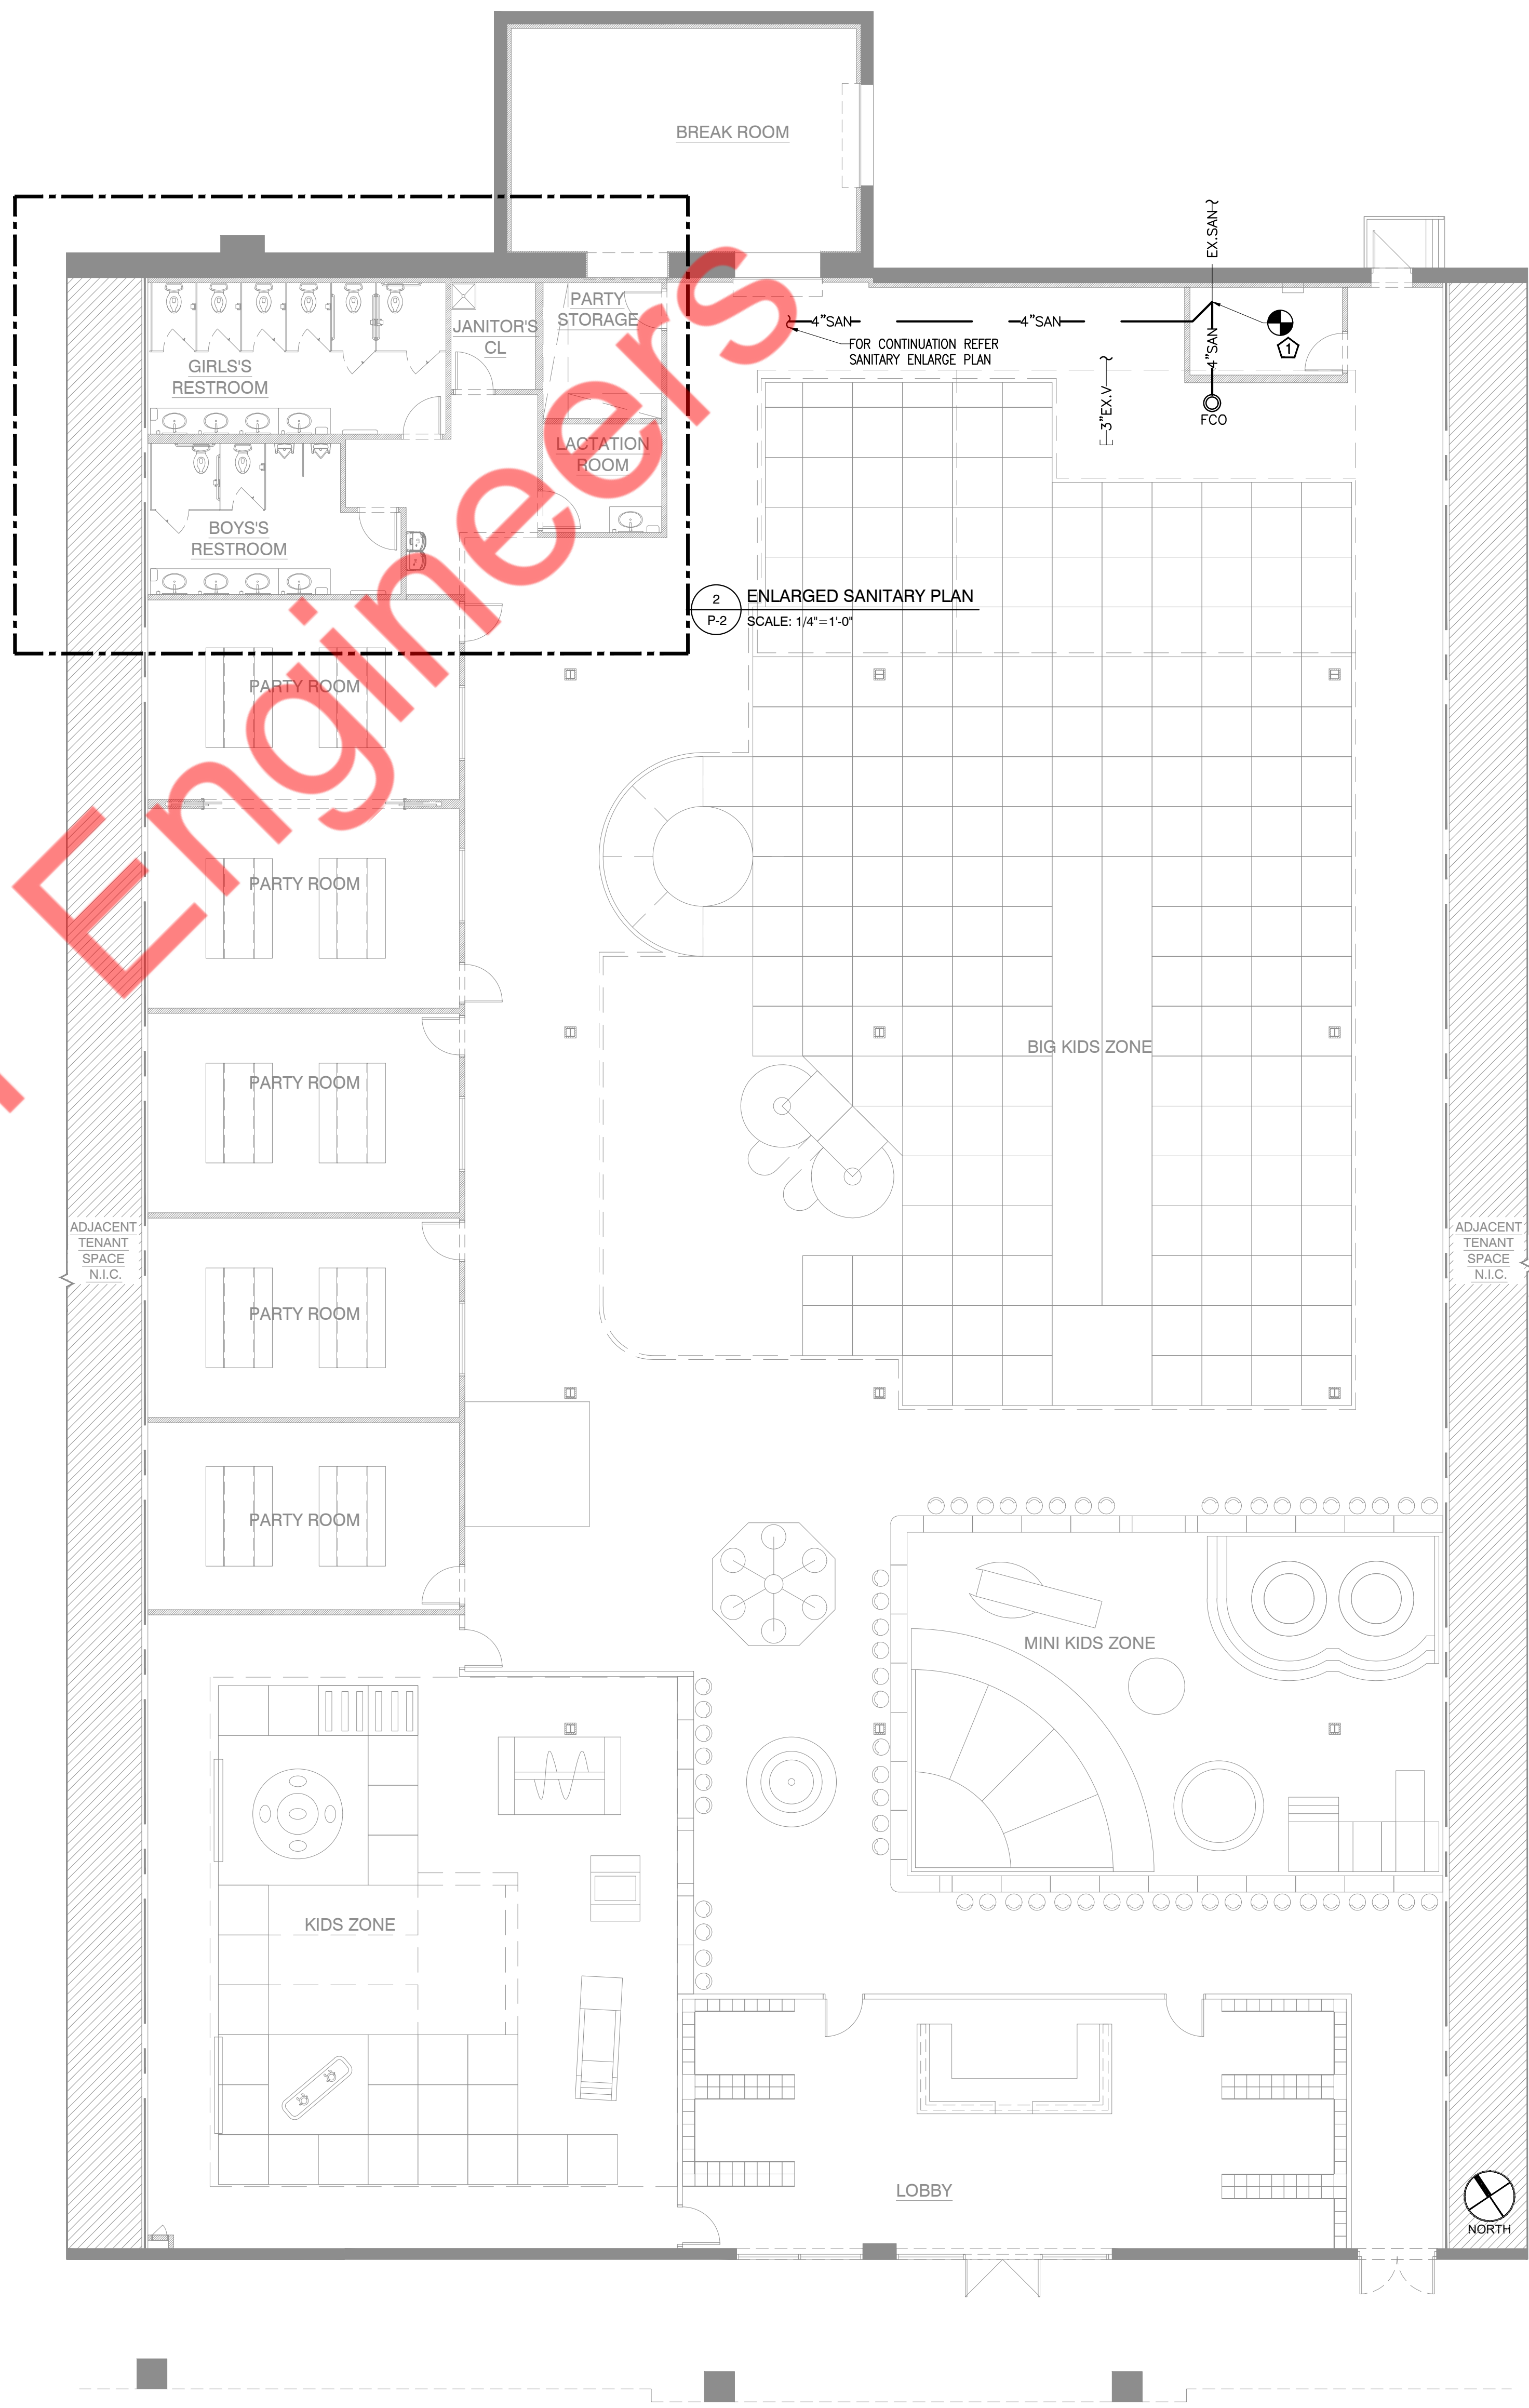 BREAK ROOM
EX.SAN
PARTY
STORAGE
JANITOR'S
CL
4"SAN
4"SAN
4"SAN
1
FOR CONTINUATION REFER
SANITARY ENLARGE PLAN
GIRLS'S
RESTROOM
3"EX.V
FCO
LACTATION
ROOM
BOYS'S
RESTROOM
2
P-2
ENLARGED SANITARY PLAN
SCALE: 1/4"=1'-0"
PARTY ROOM
Engineers
PARTY ROOM
BIG KIDS ZONE
PARTY ROOM
ADJACENT
TENANT
SPACE
N.I.C.
ADJACENT
TENANT
SPACE
N.I.C.
PARTY ROOM
PARTY ROOM
MINI KIDS ZONE
KIDS ZONE
LOBBY
NORTH